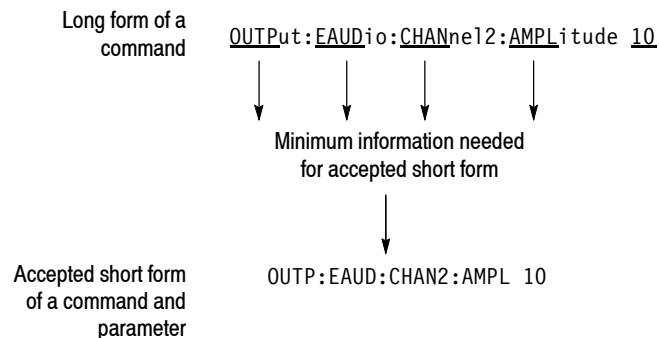 Long form of a
command
OUTPut:EAUDio:CHANnel2:AMPLitude 10
Minimum information needed
for accepted short form
Accepted short form
of a command and
parameter
OUTP:EAUD:CHAN2:AMPL 10